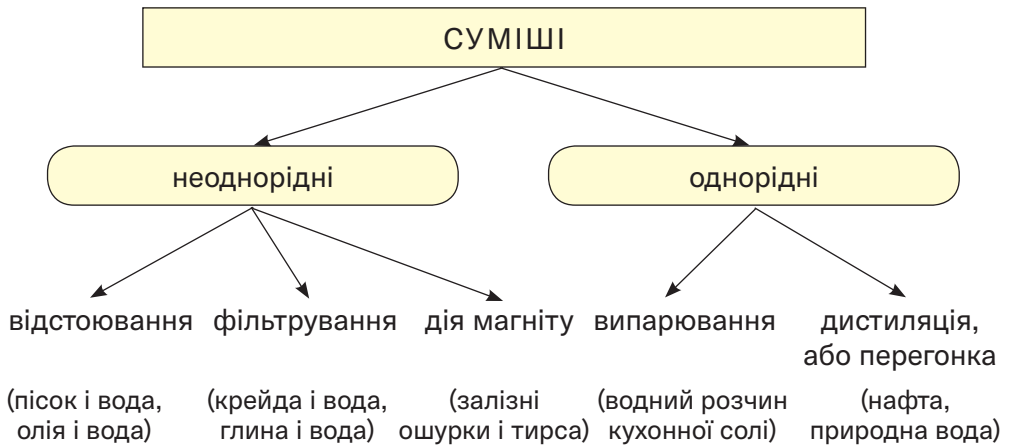 СУМІШІ
неоднорідні
однорідні
відстоювання
фільтрування
дія магніту
випарювання
дистиляція,
або перегонка
(пісок і вода,
олія і вода)
(крейда і вода,
глина і вода)
(залізні
ошурки і тирса)
(водний розчин
кухонної солі)
(нафта,
природна вода)